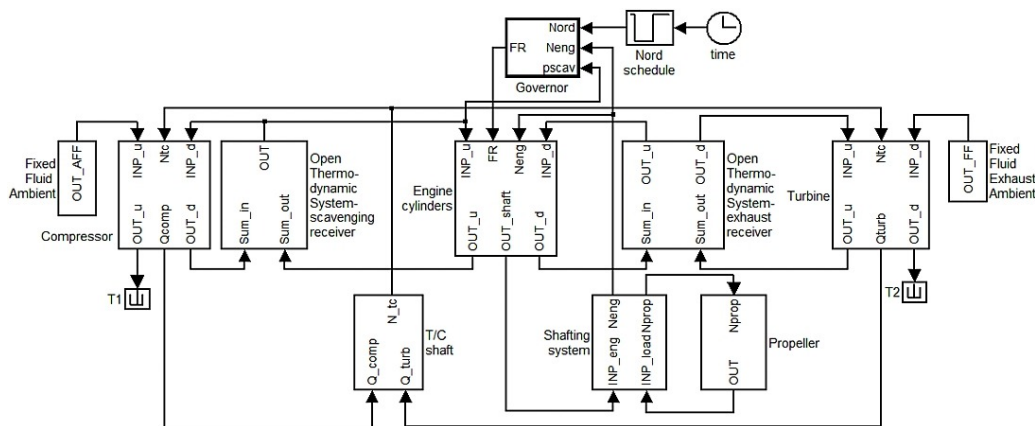 Nord
FR
Neng
pscav
Governor
Nord
schedule
time
Fixed
Fluid
Ambient
OUT_AFF
INP_u
Ntc
INP_d
OUT_u
Qcomp
OUT_d
Compressor
T1
OUT
Sum_in
Sum_out
Open
Thermo-
dynamic
System-
scavenging
receiver
Engine
cylinders
INP_u
FR
Neng
INP_d
OUT_u
OUT_shaft
OUT_d
OUT_u
OUT_d
Sum_in
Sum_out
Open
Thermo-
dynamic
System-
exhaust
receiver
Turbine
INP_u
Ntc
INP_d
OUT_u
Qturb
OUT_d
T2
OUT_FF
Fixed
Fluid
Exhaust
Ambient
N_tc
Q_comp
Q_turb
T/C
shaft
Shafting
system
Neng
Nprop
INP_eng
INP_load
Nprop
OUT
Propeller